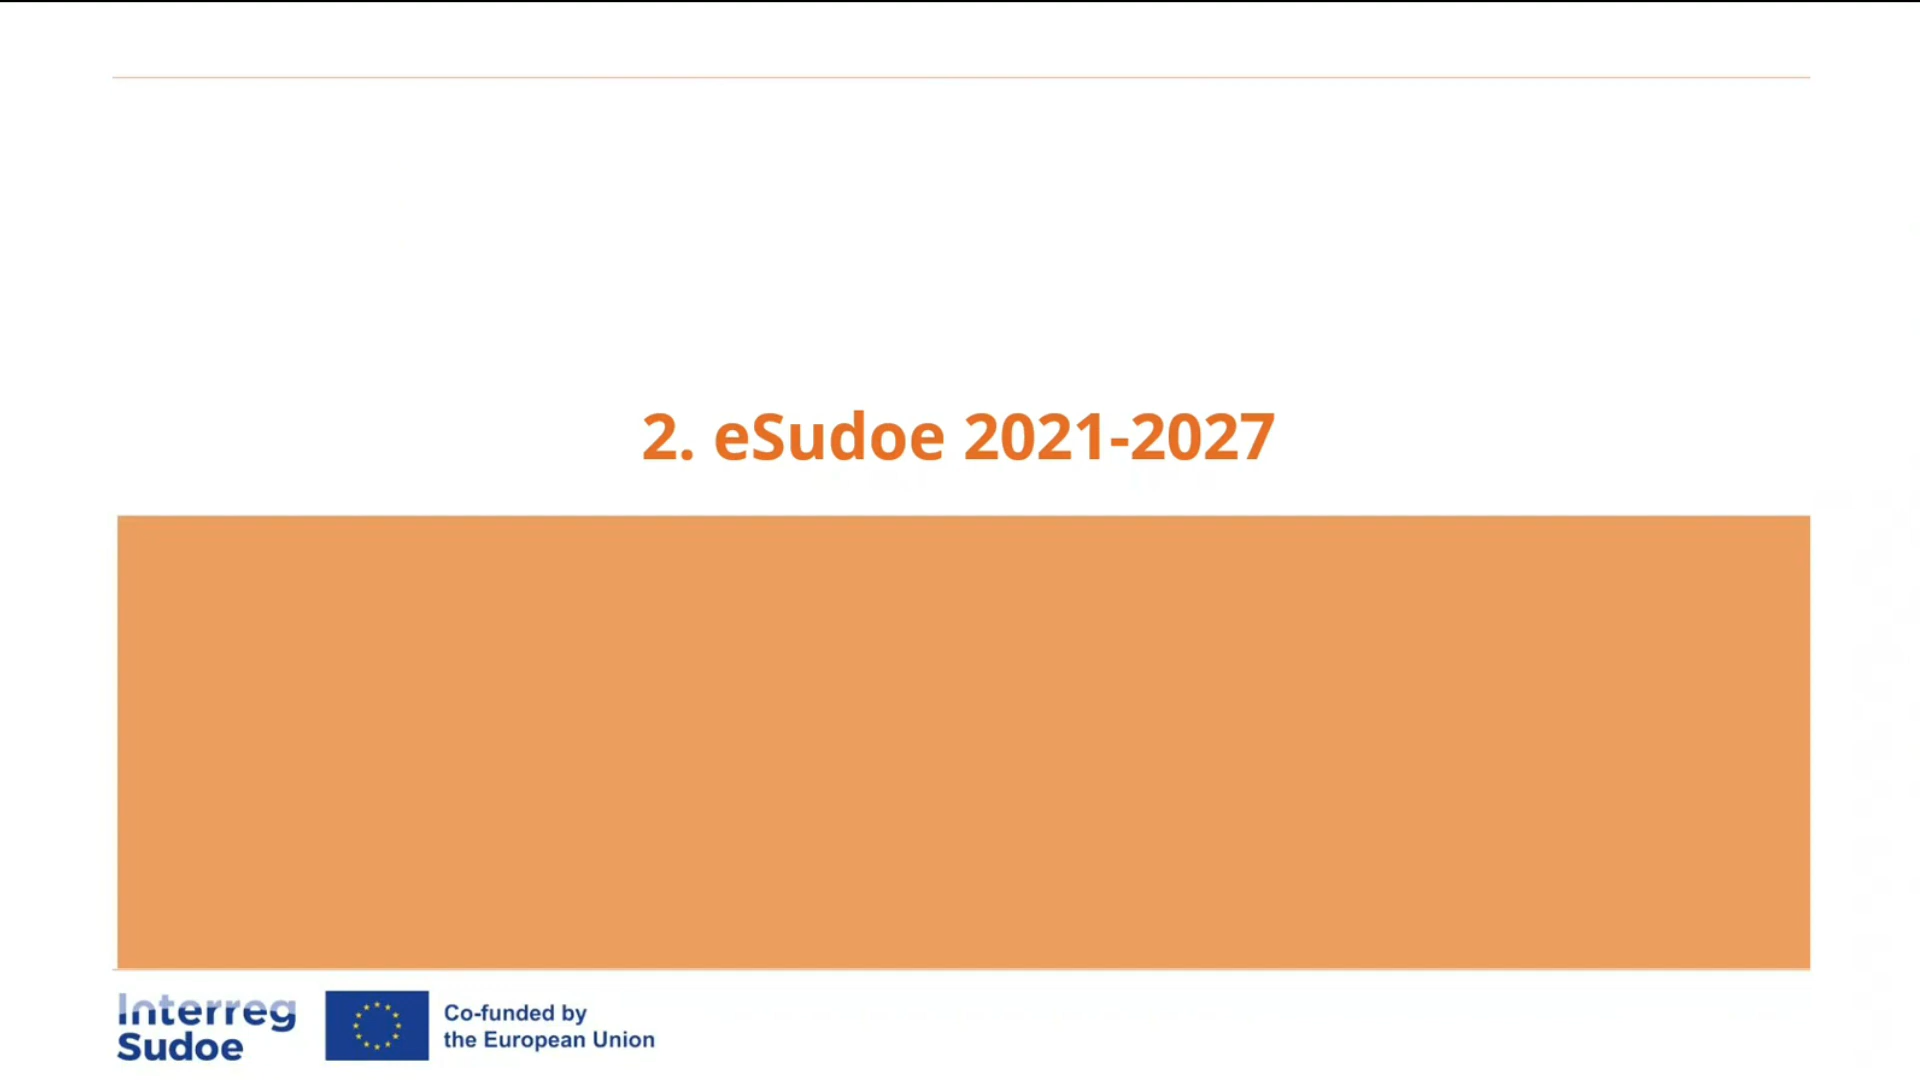 2. eSudoe 2021-2027
Interreg
Sudoe
Co-funded by
the European Union